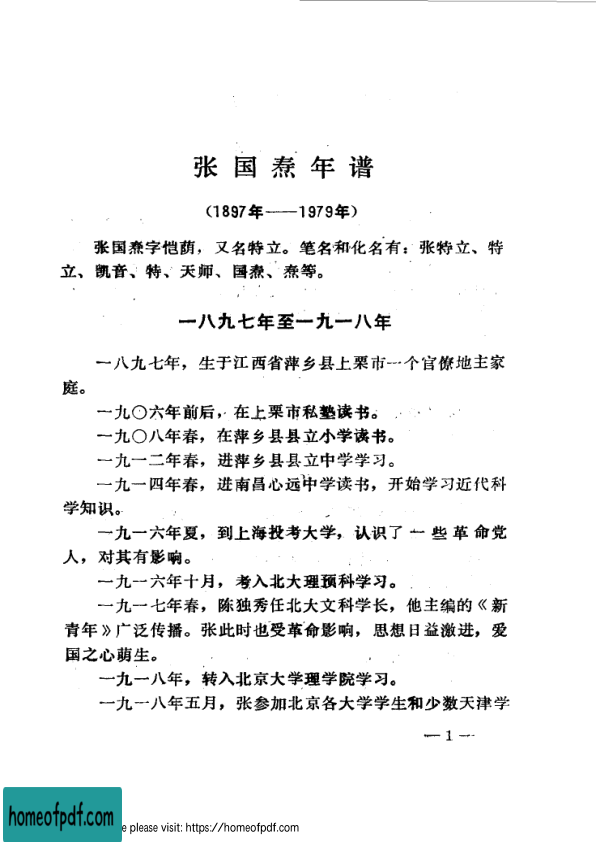 张国焘年谱
（1897年——1979年）
张国焘字恺荫，又名特立。笔名和化名有：张特立、特
立、凯音、特、天师、国焘、焘等。
一八九七年至一九一八年
一八九七年，生于江西省萍乡县上栗市一个官僚地主家
庭。
一九〇六年前后，在上栗市私塾读书。
一九〇八年春，在萍乡县县立小学读书。
一九一二年春，进萍乡县县立中学学习。
一九一四年春，进南昌心远中学读书，开始学习近代科
学知识。
一九一六年夏，到上海投考大学，认识了一些革命党
人，对其有影响。
一九一六年十月，考入北大理预科学习。
一九一七年春，陈独秀任北大文科学长，他主编的《新
青年》广泛传播。张此时也受革命影响，思想日益激进，爱
国之心萌生。
一九一八年，转入北京大学理学院学习。
一九一八年五月，张参加北京各大学学生和少数天津学
— 1 —
homeofpdf.com
e please visit: https://homeofpdf.com